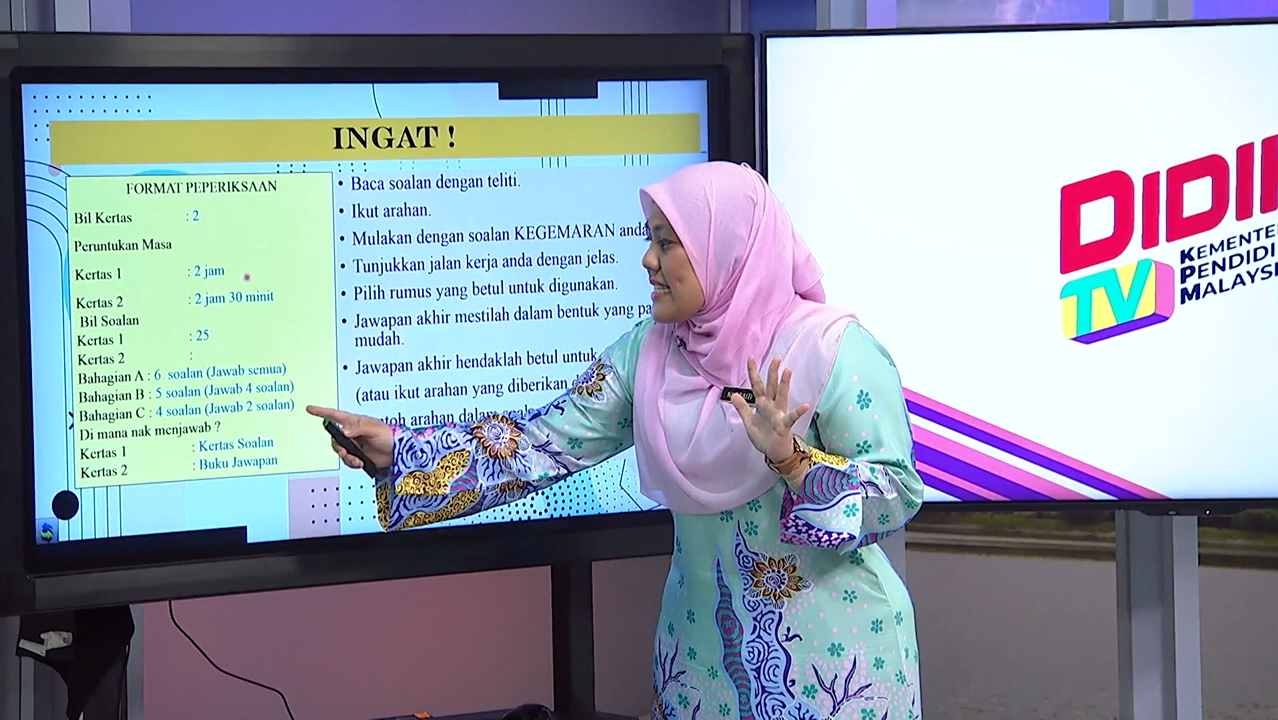 INGAT !
FORMAT PEPERIKSAAN
Bil Kertas : 2
Peruntukan Masa
Kertas 1 : 2 jam
Kertas 2 : 2 jam 30 minit
Bil Soalan
Kertas 1 : 25
Kertas 2 :
Bahagian A : 6 soalan (Jawab semua)
Bahagian B : 5 soalan (Jawab 4 soalan)
Bahagian C : 4 soalan (Jawab 2 soalan)
Di mana nak menjawab ?
Kertas 1 : Kertas Soalan
Kertas 2 : Buku Jawapan
• Baca soalan dengan teliti.
• Ikut arahan.
• Mulakan dengan soalan KEGEMARAN anda
• Tunjukkan jalan kerja anda dengan jelas.
• Pilih rumus yang betul untuk digunakan.
• Jawapan akhir mestilah dalam bentuk yang pa
mudah.
• Jawapan akhir hendaklah betul untuk
(atau ikut arahan yang diberikan
arahan dalam
DIDI
TV
KEMENTE
PENDIDI
MALAYSI